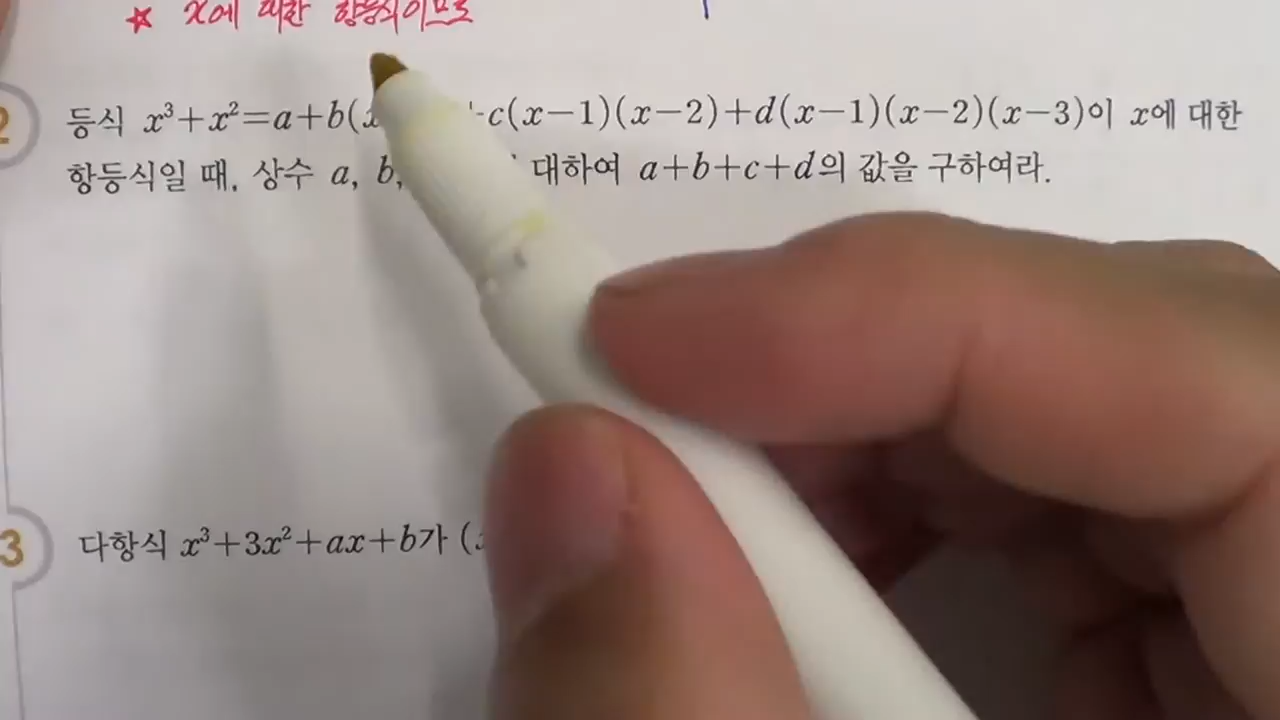 ★ x에 대한 항등식이므로
2
등식 x³+x²=a+b(x c(x-1)(x-2)+d(x-1)(x-2)(x-3)이 x에 대한
항등식일 때, 상수 a, b, 대하여 a+b+c+d의 값을 구하여라.
3
다항식 x³+3x²+ax+b가 (